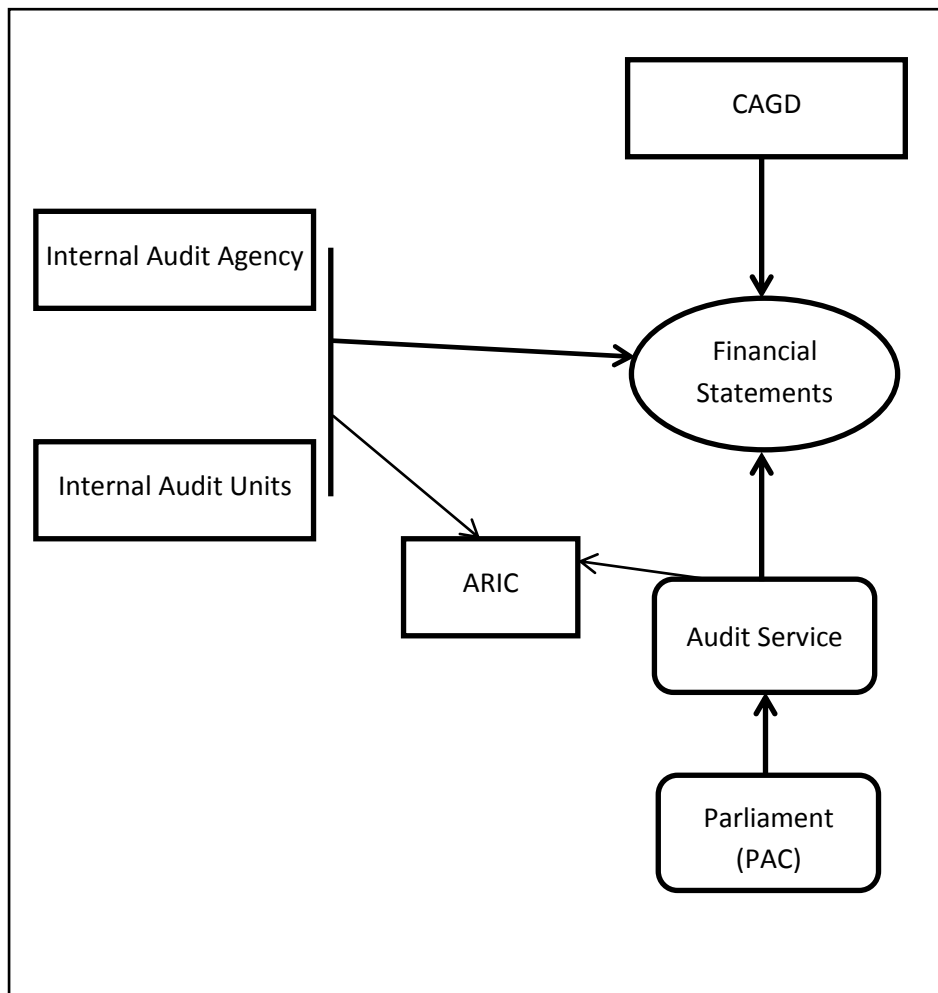 CAGD
Internal Audit Agency
Financial
Statements
Internal Audit Units
ARIC
Audit Service
Parliament
(PAC)